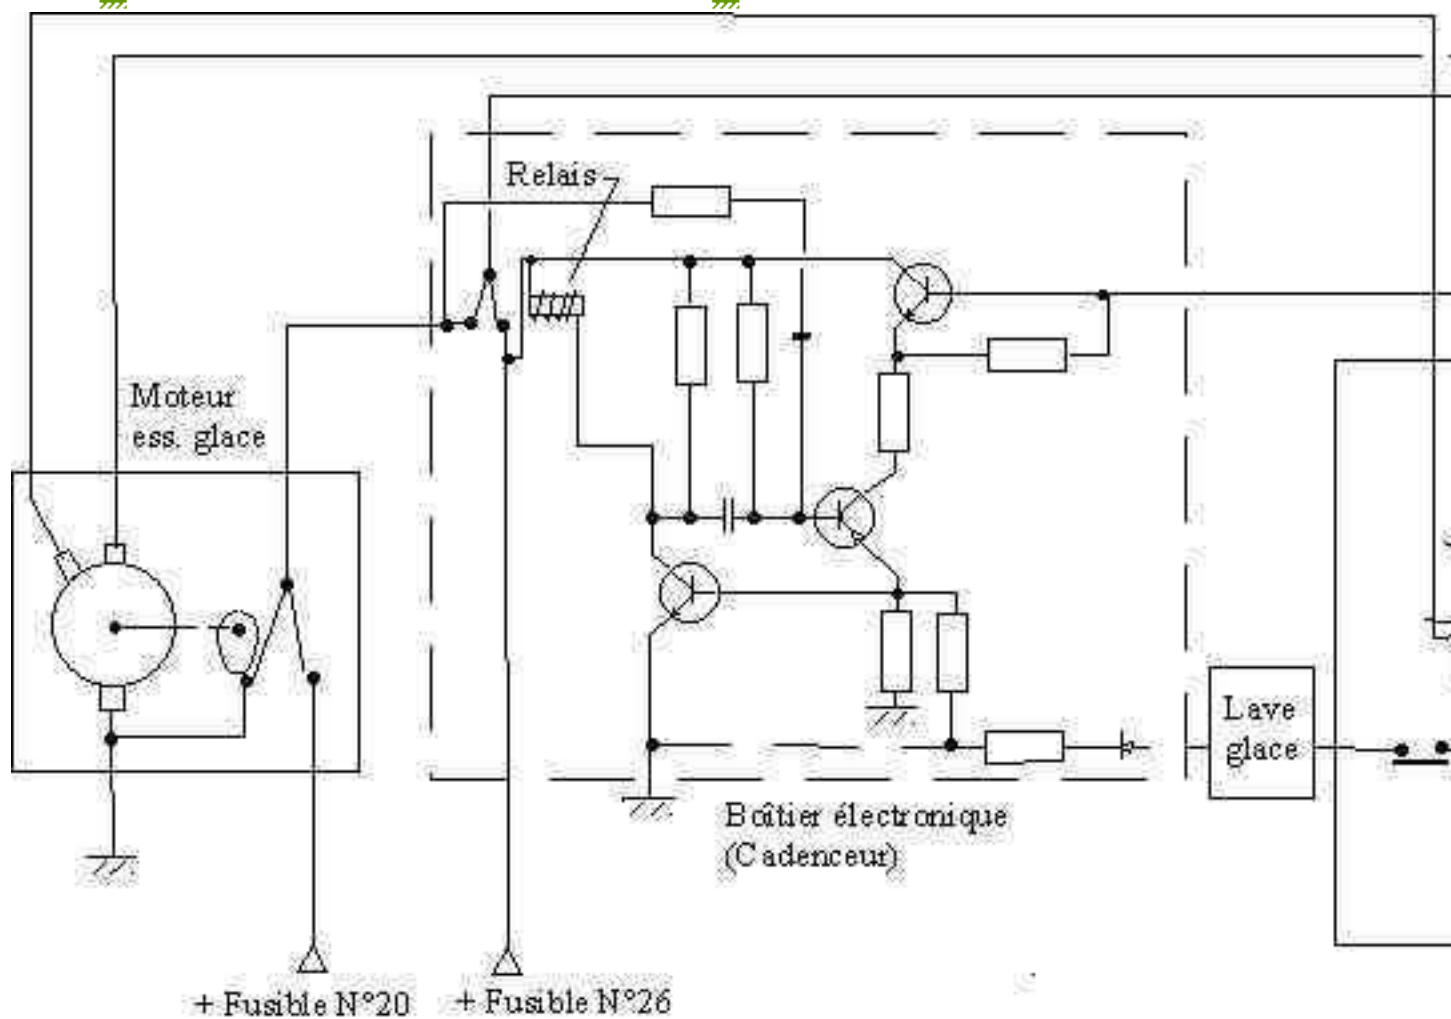 Relais
Moteur
ess. glace
Lave
glace
Boîtier électronique
(Cadenceur)
+ Fusible N°20
+ Fusible N°26